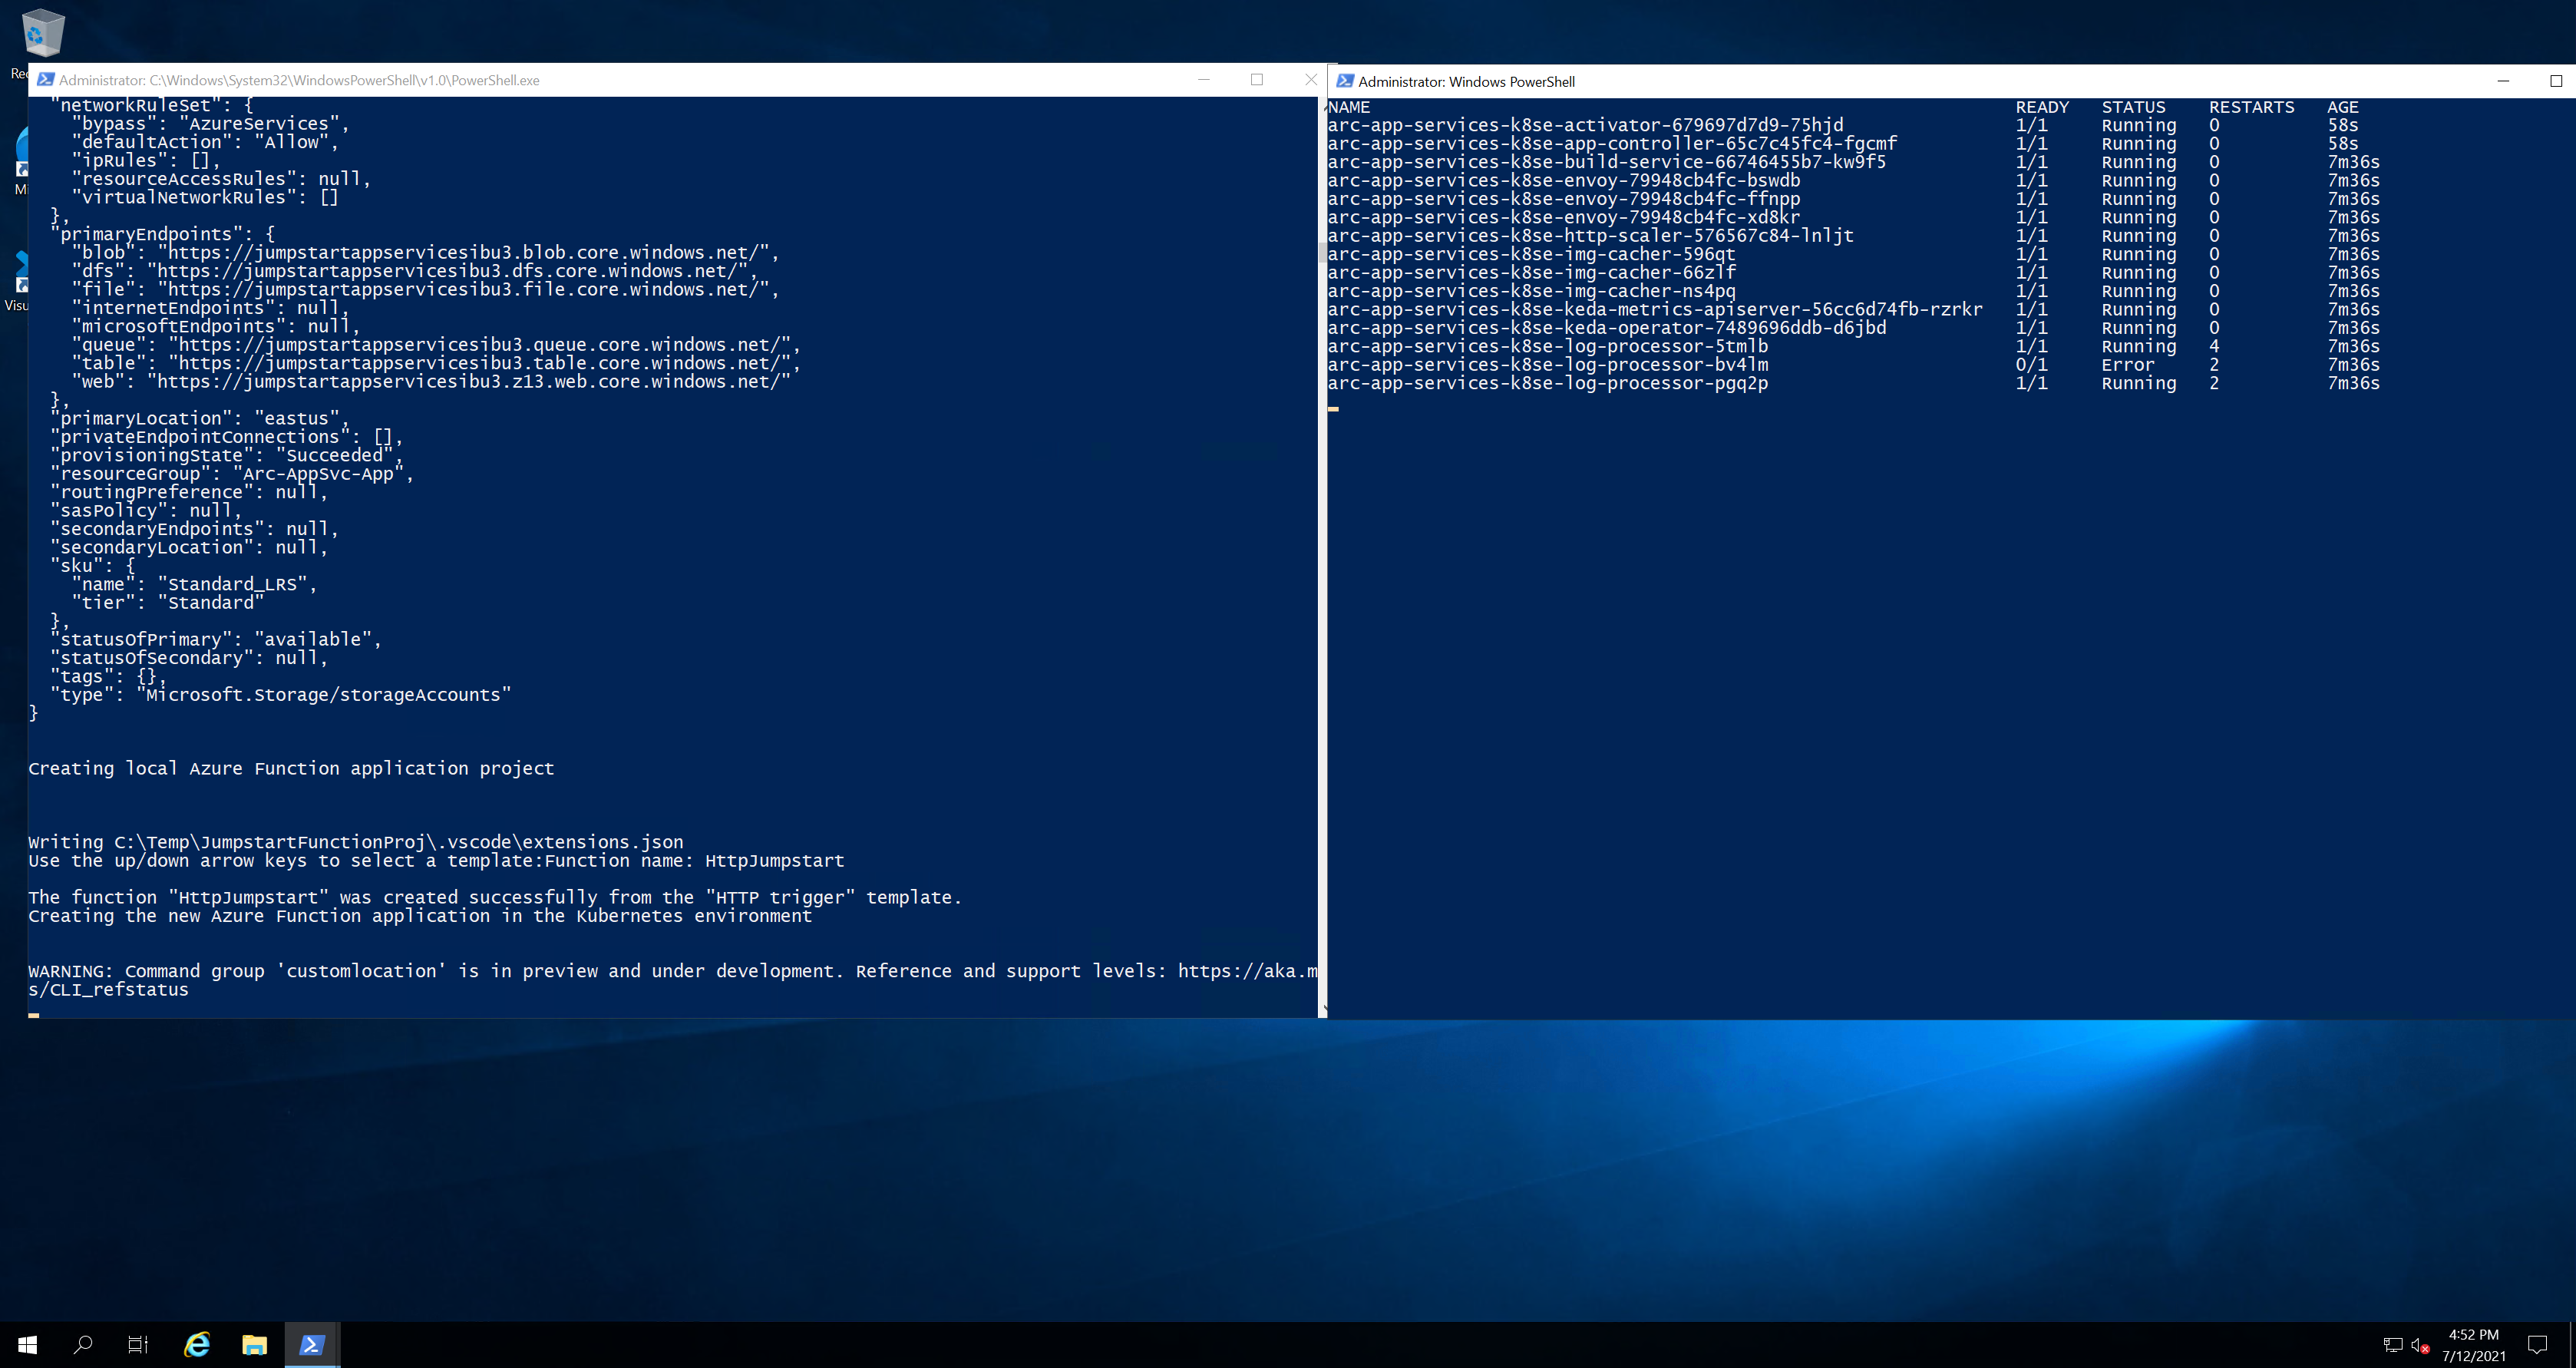 Administrator: C:\Windows\System32\WindowsPowerShell\v1.0\PowerShell.exe
"networkRuleSet": {
"bypass": "AzureServices",
"defaultAction": "Allow",
"ipRules": [],
"resourceAccessRules": null,
"virtualNetworkRules": []
},
"primaryEndpoints": {
"blob": "https://jumpstartappservicesibu3.blob.core.windows.net/",
"dfs": "https://jumpstartappservicesibu3.dfs.core.windows.net/",
"file": "https://jumpstartappservicesibu3.file.core.windows.net/",
"internetEndpoints": null,
"microsoftEndpoints": null,
"queue": "https://jumpstartappservicesibu3.queue.core.windows.net/",
"table": "https://jumpstartappservicesibu3.table.core.windows.net/",
"web": "https://jumpstartappservicesibu3.z13.web.core.windows.net/"
},
"primaryLocation": "eastus",
"privateEndpointConnections": [],
"provisioningState": "Succeeded",
"resourceGroup": "Arc-AppSvc-App",
"routingPreference": null,
"sasPolicy": null,
"secondaryEndpoints": null,
"secondaryLocation": null,
"sku": {
"name": "Standard_LRS",
"tier": "Standard"
},
"statusOfPrimary": "available",
"statusOfSecondary": null,
"tags": {},
"type": "Microsoft.Storage/storageAccounts"
}
Creating local Azure Function application project
Writing C:\Temp\JumpstartFunctionProj\.vscode\extensions.json
Use the up/down arrow keys to select a template:Function name: HttpJumpstart
The function "HttpJumpstart" was created successfully from the "HTTP trigger" template.
Creating the new Azure Function application in the Kubernetes environment
WARNING: Command group 'customlocation' is in preview and under development. Reference and support levels: https://aka.m
s/CLI_refstatus
Administrator: Windows PowerShell
NAME READY STATUS RESTARTS AGE
arc-app-services-k8se-activator-679697d7d9-75hjd 1/1 Running 0 58s
arc-app-services-k8se-app-controller-65c7c45fc4-fgcmf 1/1 Running 0 58s
arc-app-services-k8se-build-service-66746455b7-kw9f5 1/1 Running 0 7m36s
arc-app-services-k8se-envoy-79948cb4fc-bswdb 1/1 Running 0 7m36s
arc-app-services-k8se-envoy-79948cb4fc-ffnpp 1/1 Running 0 7m36s
arc-app-services-k8se-envoy-79948cb4fc-xd8kr 1/1 Running 0 7m36s
arc-app-services-k8se-http-scaler-576567c84-lnljt 1/1 Running 0 7m36s
arc-app-services-k8se-img-cacher-596qt 1/1 Running 0 7m36s
arc-app-services-k8se-img-cacher-66zlf 1/1 Running 0 7m36s
arc-app-services-k8se-img-cacher-ns4pq 1/1 Running 0 7m36s
arc-app-services-k8se-keda-metrics-apiserver-56cc6d74fb-rzrkr 1/1 Running 0 7m36s
arc-app-services-k8se-keda-operator-7489696ddb-d6jbd 1/1 Running 0 7m36s
arc-app-services-k8se-log-processor-5tmlb 1/1 Running 4 7m36s
arc-app-services-k8se-log-processor-bv4lm 0/1 Error 2 7m36s
arc-app-services-k8se-log-processor-pgq2p 1/1 Running 2 7m36s
Re
Mi
Visu
4:52 PM
7/12/2021